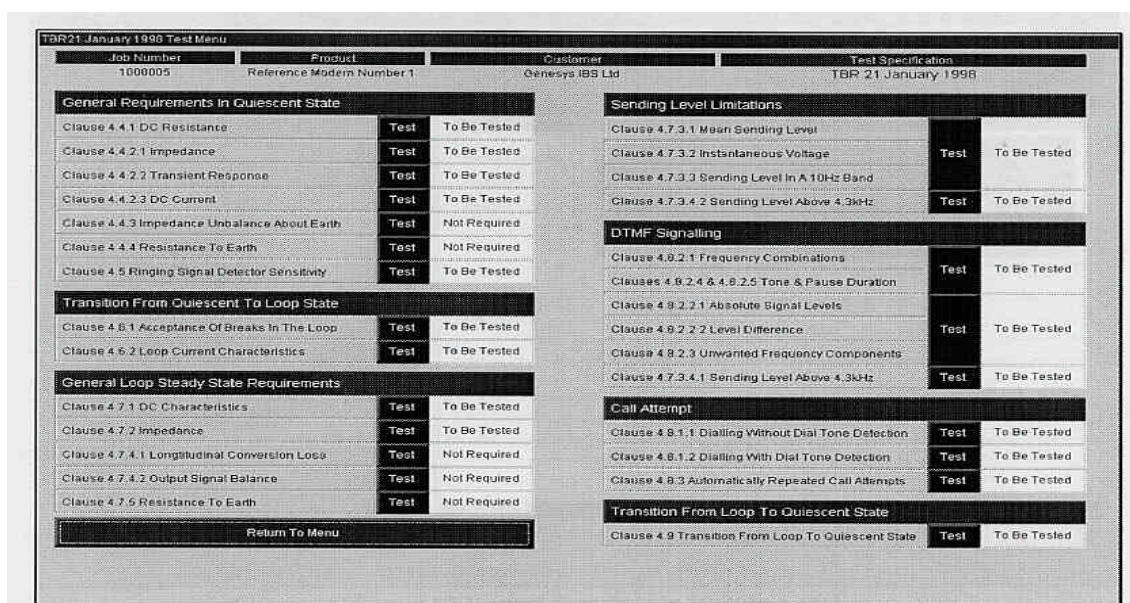 TBR21 January 1998 Test Menu
Job Number Product Customer Test Specification
1000005 Reference Modem Number 1 Genesys IBS Ltd TBR 21 January 1998
General Requirements In Quiescent State
Clause 4.4.1 DC Resistance Test To Be Tested
Clause 4.4.2.1 Impedance Test To Be Tested
Clause 4.4.2.2 Transient Response Test To Be Tested
Clause 4.4.2.3 DC Current Test To Be Tested
Clause 4.4.3 Impedance Unbalance About Earth Test Not Required
Clause 4.4.4 Resistance To Earth Test Not Required
Clause 4.5 Ringing Signal Detector Sensitivity Test To Be Tested
Transition From Quiescent To Loop State
Clause 4.6.1 Acceptance Of Breaks In The Loop Test To Be Tested
Clause 4.6.2 Loop Current Characteristics Test To Be Tested
General Loop Steady State Requirements
Clause 4.7.1 DC Characteristics Test To Be Tested
Clause 4.7.2 Impedance Test To Be Tested
Clause 4.7.4.1 Longtitudinal Conversion Loss Test Not Required
Clause 4.7.4.2 Output Signal Balance Test Not Required
Clause 4.7.5 Resistance To Earth Test Not Required
Return To Menu
Sending Level Limitations
Clause 4.7.3.1 Mean Sending Level
Clause 4.7.3.2 Instantaneous Voltage Test To Be Tested
Clause 4.7.3.3 Sending Level In A 10Hz Band
Clause 4.7.3.4.2 Sending Level Above 4.3kHz Test To Be Tested
DTMF Signalling
Clause 4.8.2.1 Frequency Combinations
Test To Be Tested
Clauses 4.8.2.4 & 4.8.2.5 Tone & Pause Duration
Clause 4.8.2.2.1 Absolute Signal Levels
Clause 4.8.2.2.2 Level Difference Test To Be Tested
Clause 4.8.2.3 Unwanted Frequency Components
Clause 4.7.3.4.1 Sending Level Above 4.3kHz Test To Be Tested
Call Attempt
Clause 4.8.1.1 Dialling Without Dial Tone Detection Test To Be Tested
Clause 4.8.1.2 Dialling With Dial Tone Detection Test To Be Tested
Clause 4.8.3 Automatically Repeated Call Attempts Test To Be Tested
Transition From Loop To Quiescent State
Clause 4.9 Transition From Loop To Quiescent State Test To Be Tested